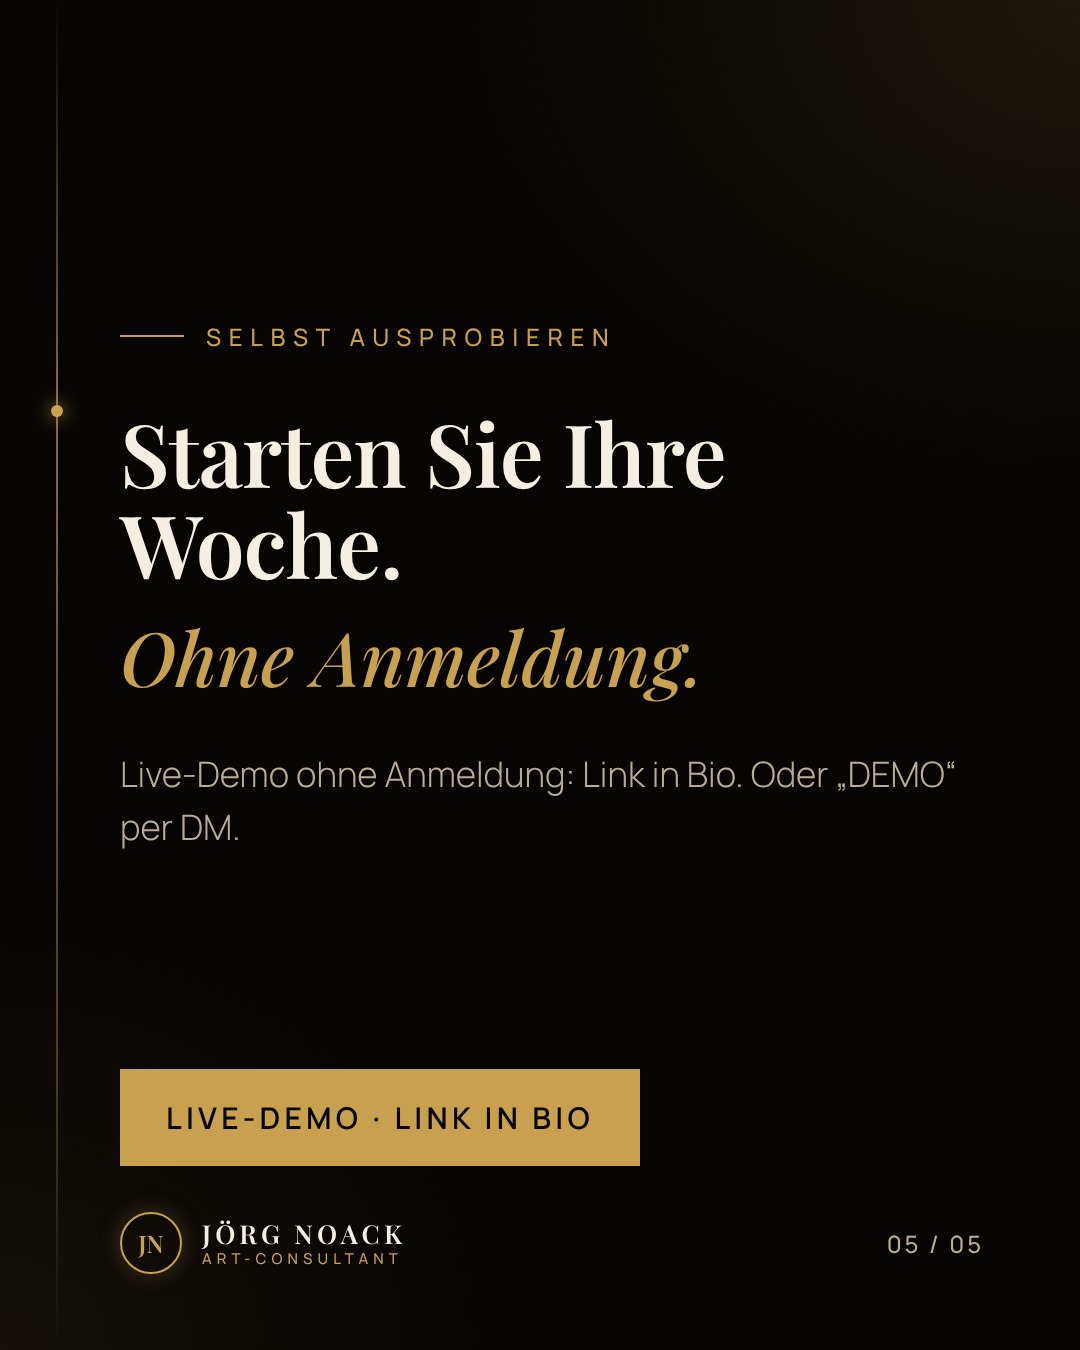 SELBST AUSPROBIEREN
Starten Sie Ihre
Woche.
Ohne Anmeldung.
Live-Demo ohne Anmeldung: Link in Bio. Oder „DEMO“
per DM.
LIVE-DEMO · LINK IN BIO
JN
JÖRG NOACK
ART-CONSULTANT
05 / 05